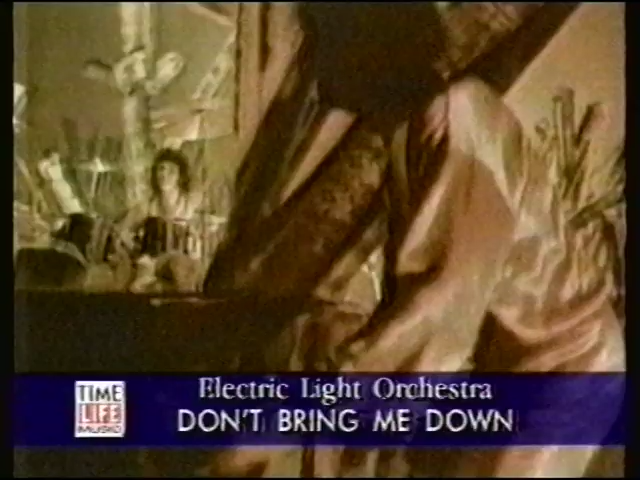 Electric Light Orchestra
TIME
LIFE
MUSIC
DON'T BRING ME DOWN